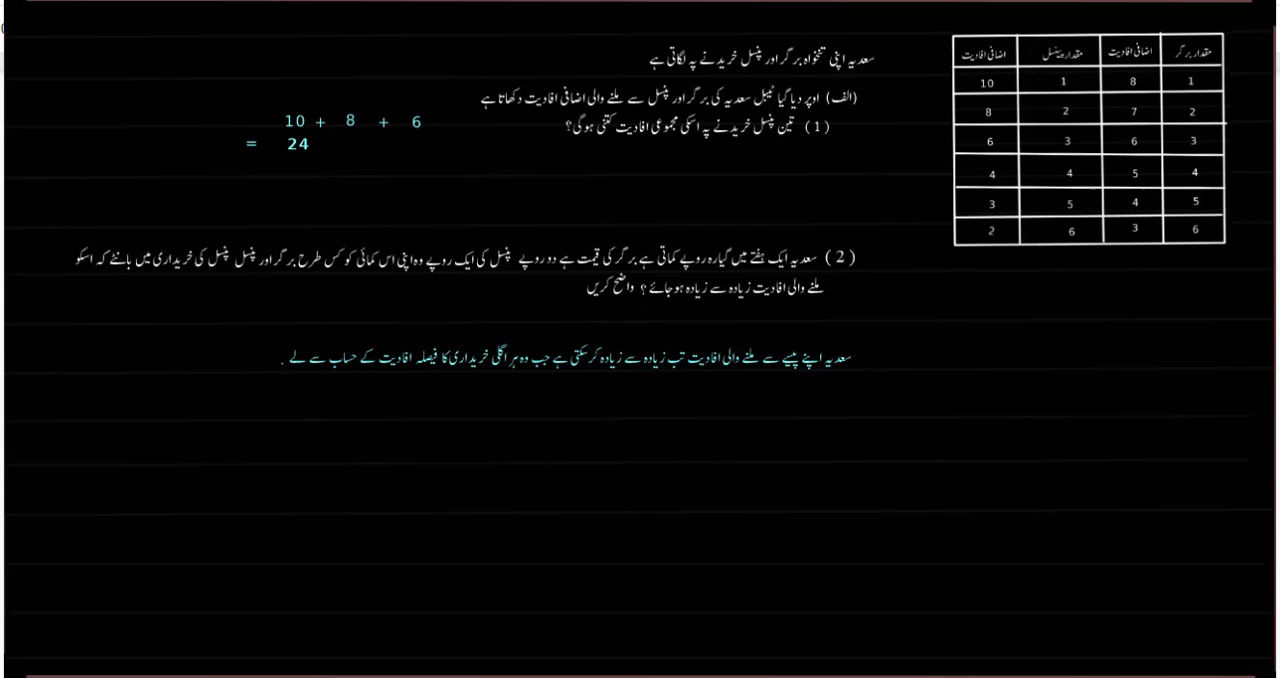 سعدیہ اپنی تنخواہ برگر اور پنسل خریدنے پہ لگاتی ہے
(الف) اوپر دیا گیا ٹیبل سعدیہ کی برگر اور پنسل سے ملنے والی اضافی افادیت دکھاتا ہے
( 1 ) تین پنسل خریدنے پہ اسکی مجموعی افادیت کتنی ہوگی؟
10 + 8 + 6
= 24
مقدار برگر اضافی افادیت مقدار پینسل اضافی افادیت
1 8 1 10
2 7 2 8
3 6 3 6
4 5 4 4
5 4 5 3
6 3 6 2
( 2 ) سعدیہ ایک ہفتے میں گیارہ روپے کماتی ہے برگر کی قیمت ہے دو روپے پنسل کی ایک روپے وہ اپنی اس کمائی کو کس طرح برگر اور پنسل پنسل کی خریداری میں بانٹے کہ اسکو
ملنے والی افادیت زیادہ سے زیادہ ہوجائے ؟ واضح کریں
سعدیہ اپنے پیسے سے ملنے والی افادیت تب زیادہ سے زیادہ کرسکتی ہے جب وہ ہر اگلی خریداری کا فیصلہ افادیت کے حساب سے لے .